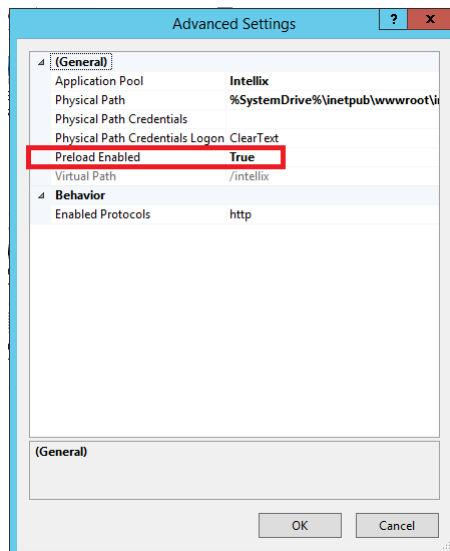 Advanced Settings
? x
(General)
Application Pool Intellix
Physical Path %SystemDrive%\inetpub\wwwroot\i
Physical Path Credentials
Physical Path Credentials Logon ClearText
Preload Enabled True
Virtual Path /intellix
Behavior
Enabled Protocols http
(General)
OK Cancel